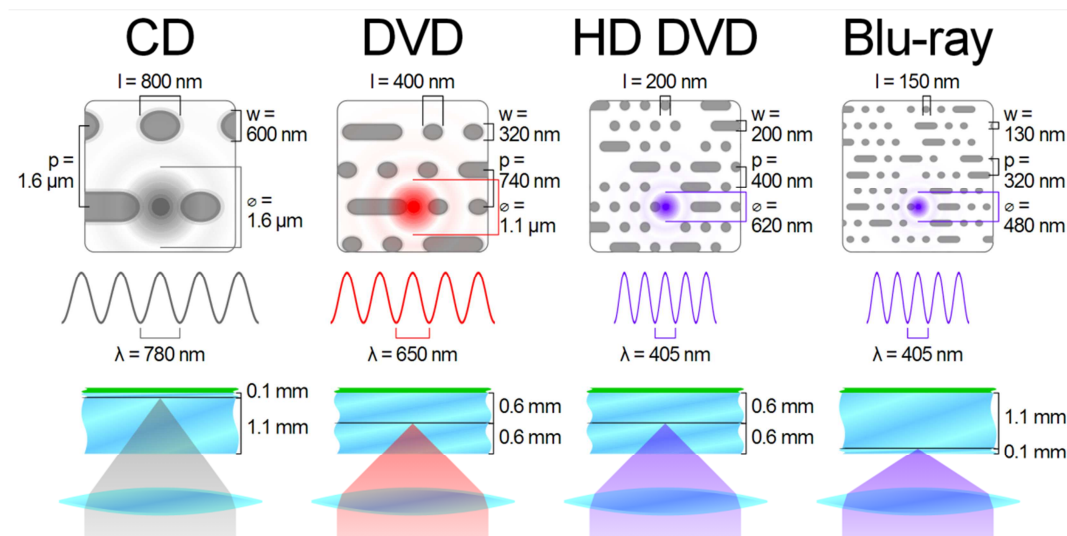 CD
DVD
HD DVD
Blu-ray
l = 800 nm
w =
600 nm
p =
1.6 µm
⌀ =
1.6 µm
l = 400 nm
w =
320 nm
p =
740 nm
⌀ =
1.1 µm
l = 200 nm
w =
200 nm
p =
400 nm
⌀ =
620 nm
l = 150 nm
w =
130 nm
p =
320 nm
⌀ =
480 nm
λ = 780 nm
λ = 650 nm
λ = 405 nm
λ = 405 nm
0.1 mm
1.1 mm
0.6 mm
0.6 mm
0.6 mm
0.6 mm
1.1 mm
0.1 mm